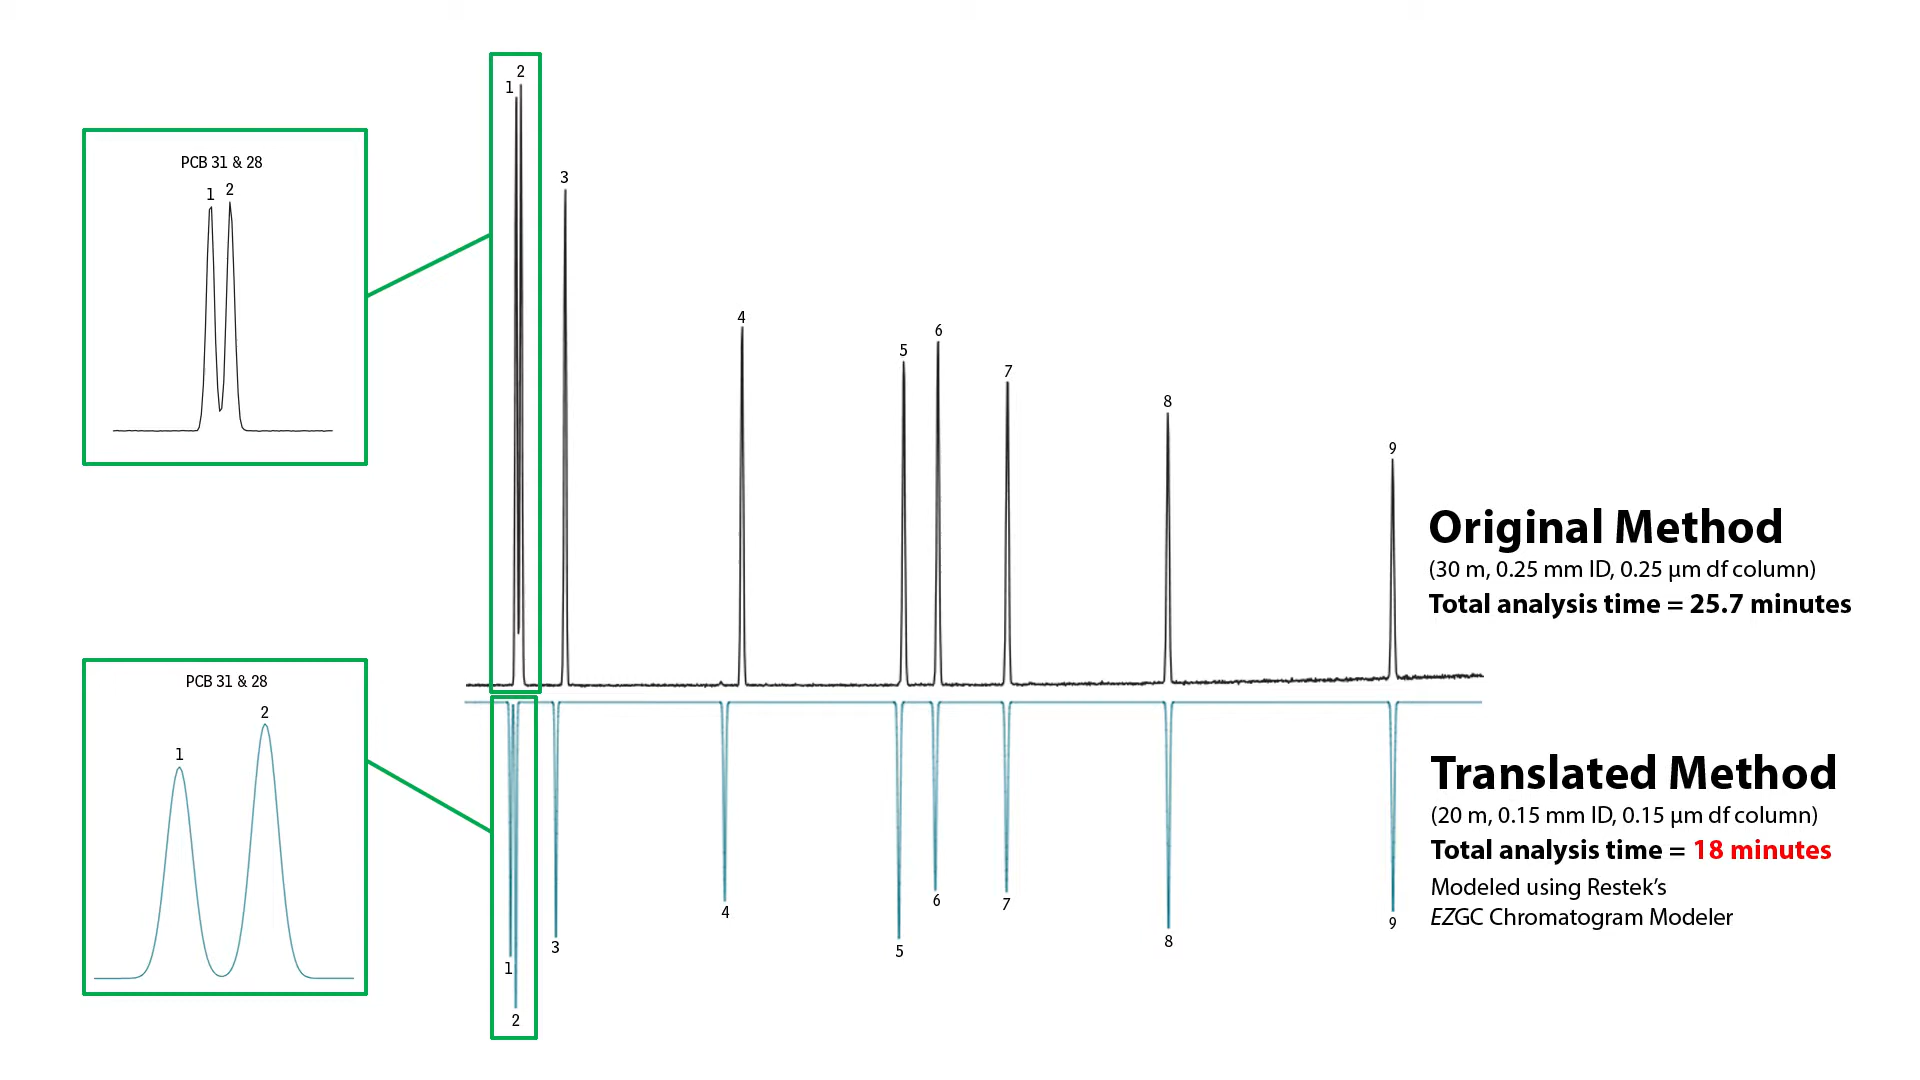 PCB 31 & 28
1 2
PCB 31 & 28
1
2
1
2
3
4
5
6
7
8
9
Original Method
(30 m, 0.25 mm ID, 0.25 µm df column)
Total analysis time = 25.7 minutes
1
2
3
4
5
6
7
8
9
Translated Method
(20 m, 0.15 mm ID, 0.15 µm df column)
Total analysis time = 18 minutes
Modeled using Restek’s
EZGC Chromatogram Modeler